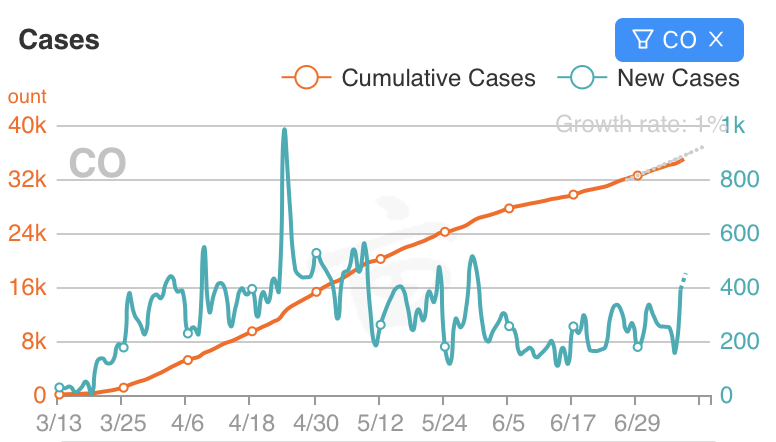 Cases
CO X
Cumulative Cases
New Cases
ount
Growth rate: 1%
CO
40k
32k
24k
16k
8k
0
1k
800
600
400
200
0
3/13 3/25 4/6 4/18 4/30 5/12 5/24 6/5 6/17 6/29